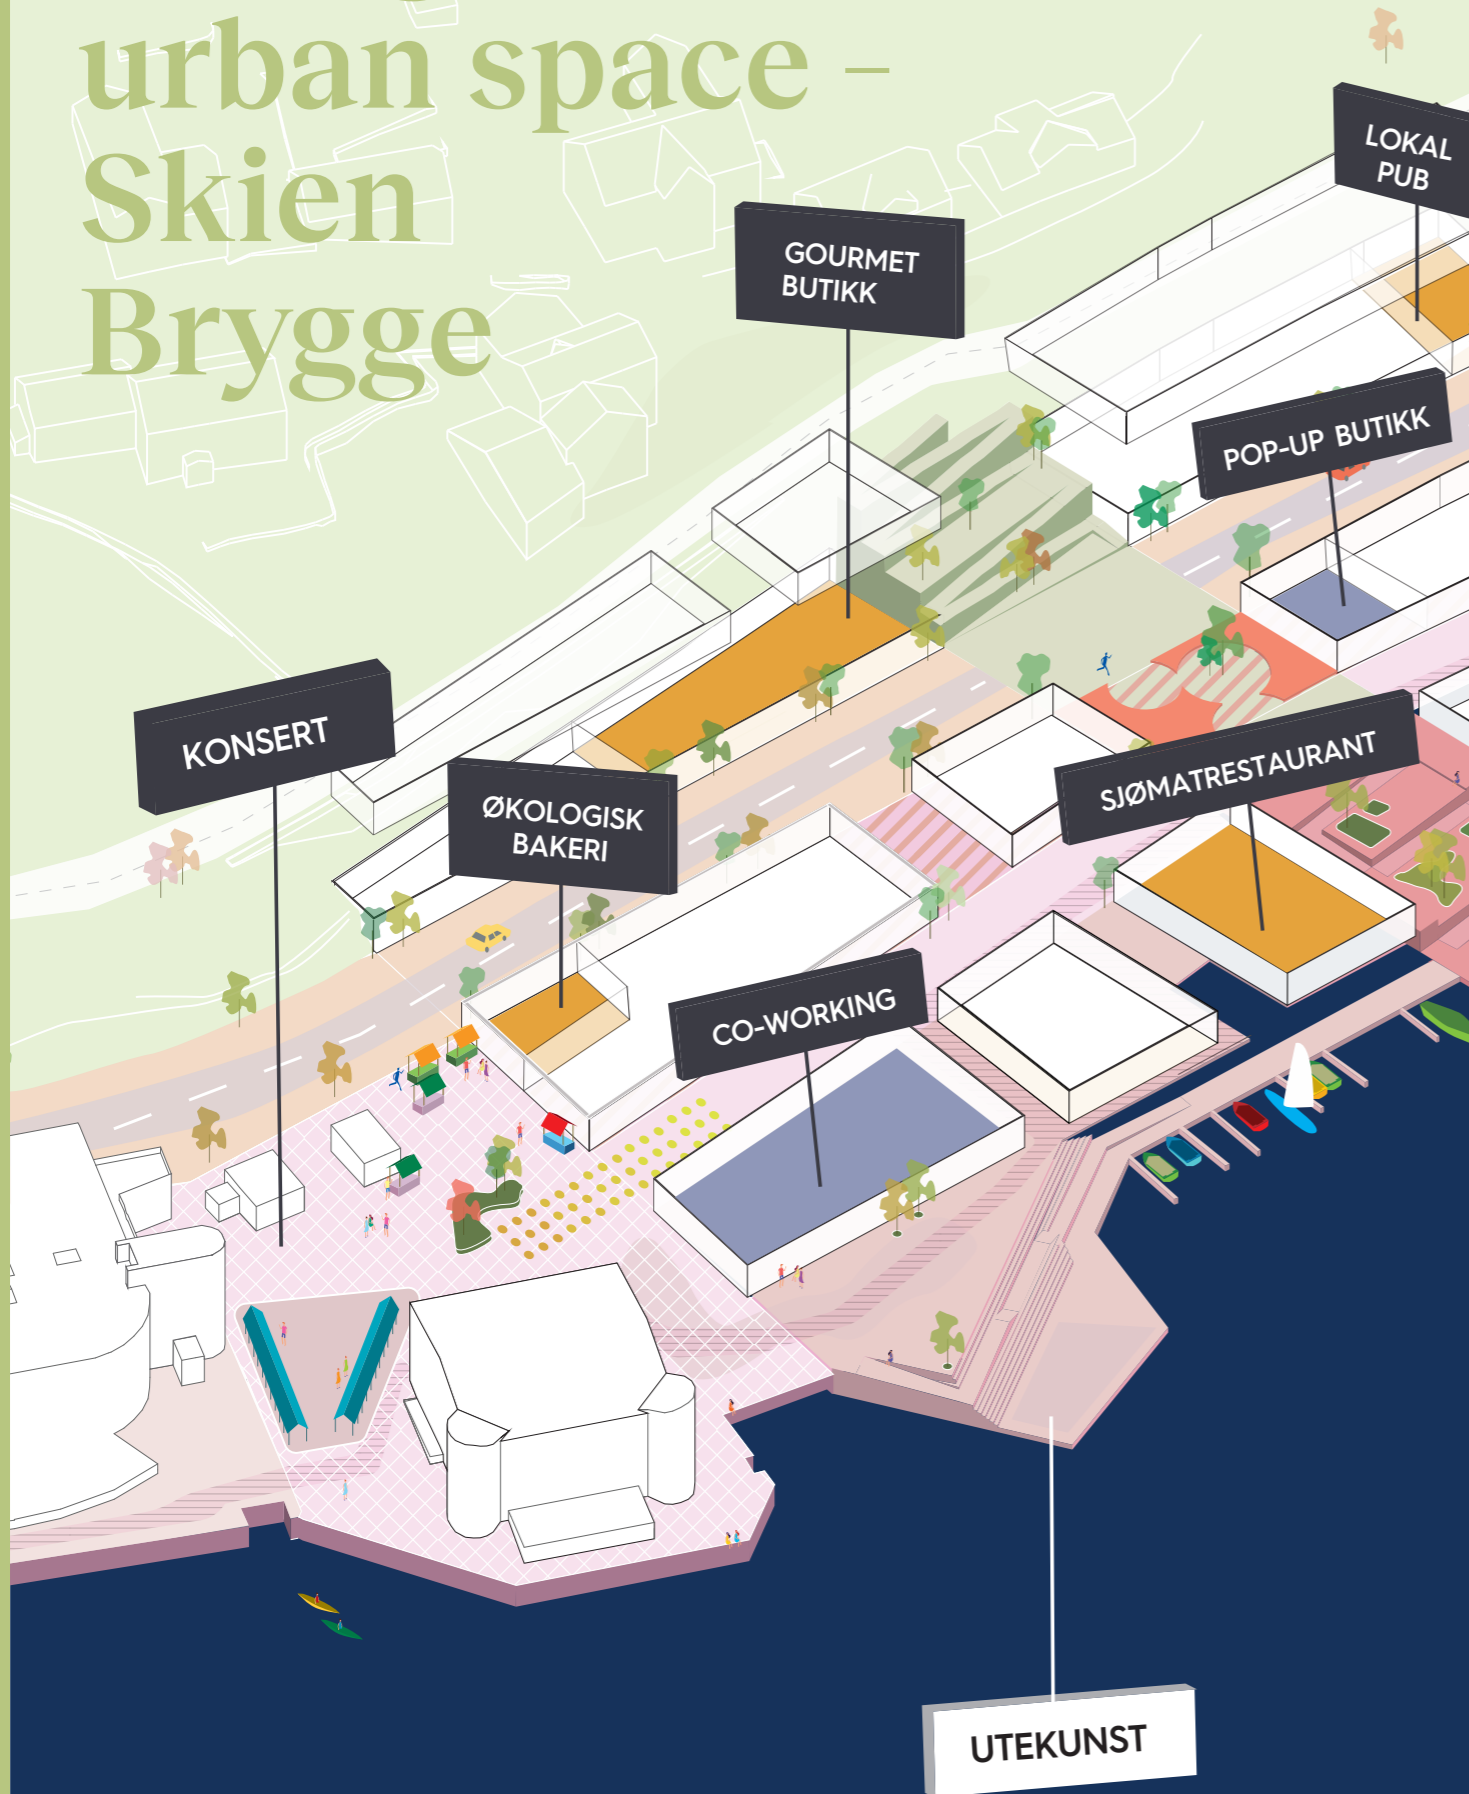 urban space –
Skien
Brygge
LOKAL
PUB
GOURMET
BUTIKK
POP-UP BUTIKK
KONSERT
SJØMATRESTAURANT
ØKOLOGISK
BAKERI
CO-WORKING
UTEKUNST